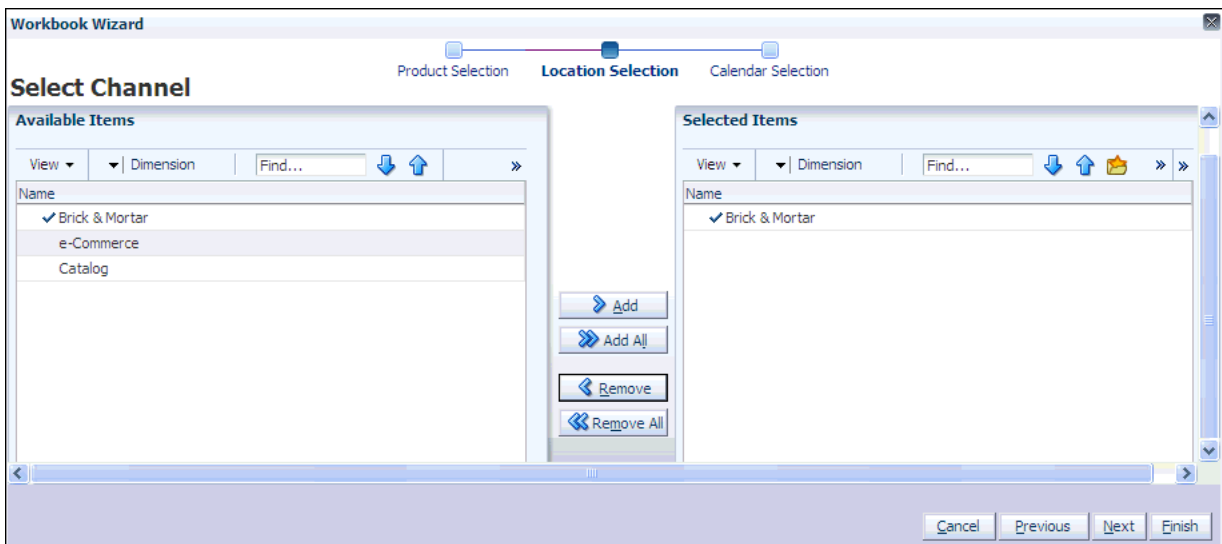 Workbook Wizard
Product Selection Location Selection Calendar Selection
Select Channel
Available Items
View Dimension Find... »
Name
Brick & Mortar
e-Commerce
Catalog
Add
Add All
Remove
Remove All
Selected Items
View Dimension Find... » »
Name
Brick & Mortar
Cancel Previous Next Finish